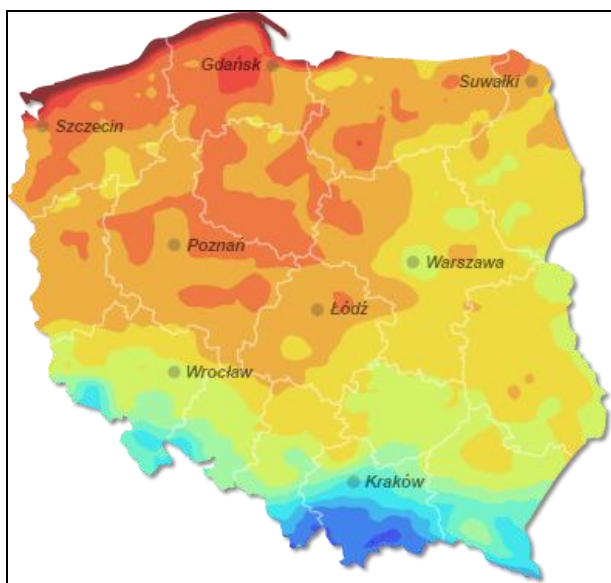 Gdańsk
Suwałki
Szczecin
Poznań
Warszawa
Łódź
Wrocław
Kraków